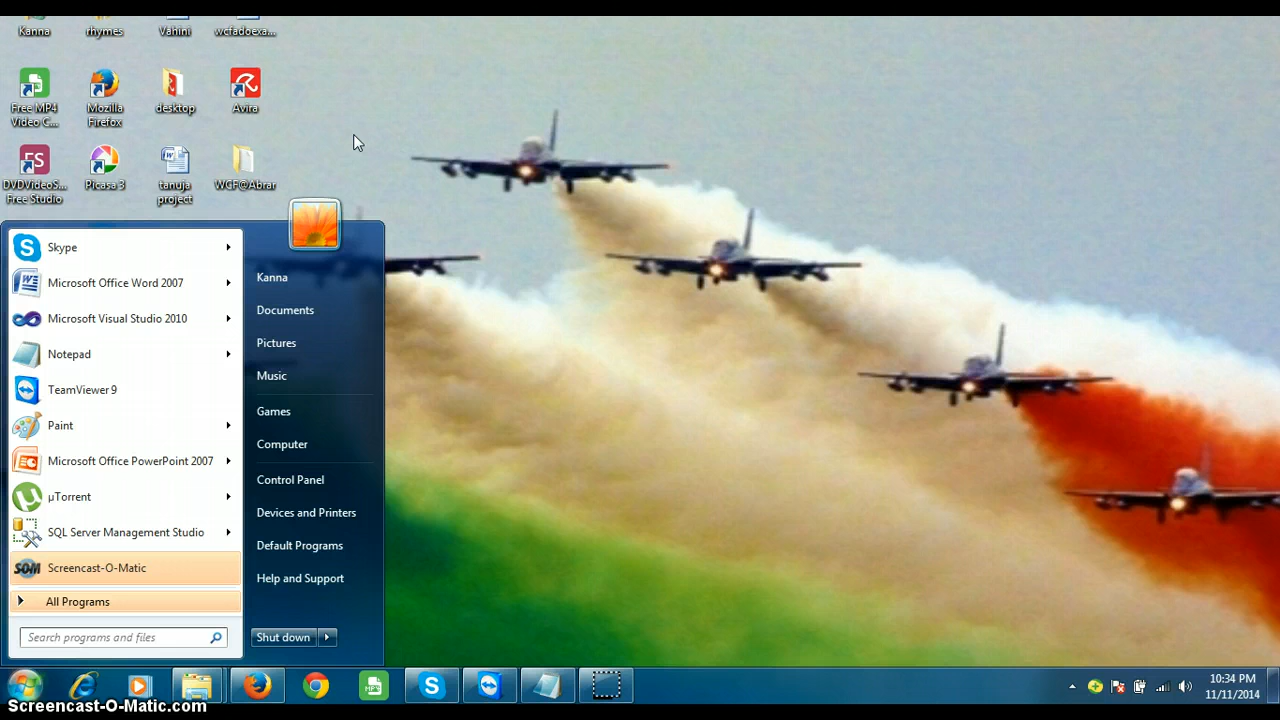 Kanna
rhymes
Vahini
wcfadoexa...
Free MP4
Video C...
Mozilla
Firefox
desktop
Avira
DVDVideoS...
Free Studio
Picasa 3
tanuja
project
WCF@Abrar
Skype
Microsoft Office Word 2007
Microsoft Visual Studio 2010
Notepad
TeamViewer 9
Paint
Microsoft Office PowerPoint 2007
µTorrent
SQL Server Management Studio
SOM Screencast-O-Matic
All Programs
Search programs and files
Kanna
Documents
Pictures
Music
Games
Computer
Control Panel
Devices and Printers
Default Programs
Help and Support
Shut down
10:34 PM
11/11/2014
Screencast-O-Matic.com